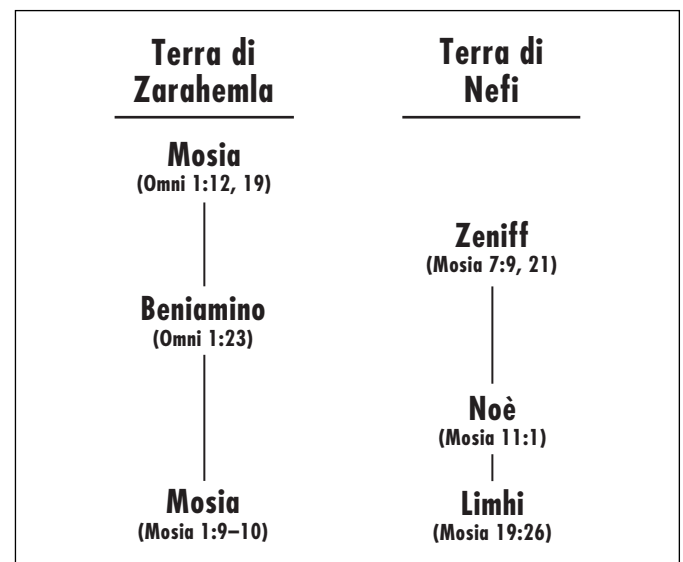 Terra di
Zarahemla
Mosia
(Omni 1:12, 19)
Beniamino
(Omni 1:23)
Mosia
(Mosia 1:9–10)
Terra di
Nefi
Zeniff
(Mosia 7:9, 21)
Noè
(Mosia 11:1)
Limhi
(Mosia 19:26)